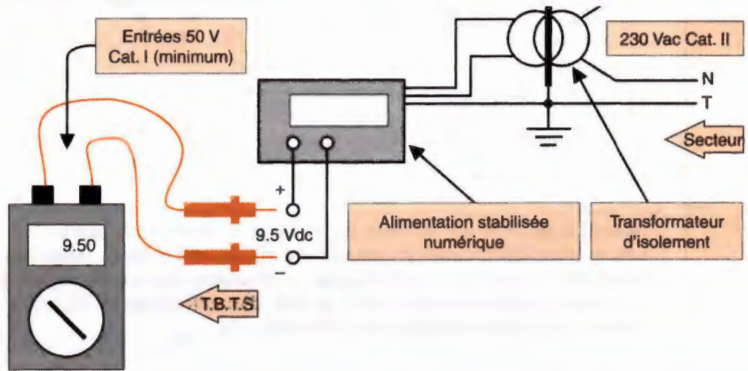 Entrées 50 V
Cat. I (minimum)
230 Vac Cat. II
N
T
Secteur
+
9.5 Vdc
−
Alimentation stabilisée
numérique
Transformateur
d'isolement
9.50
T.B.T.S